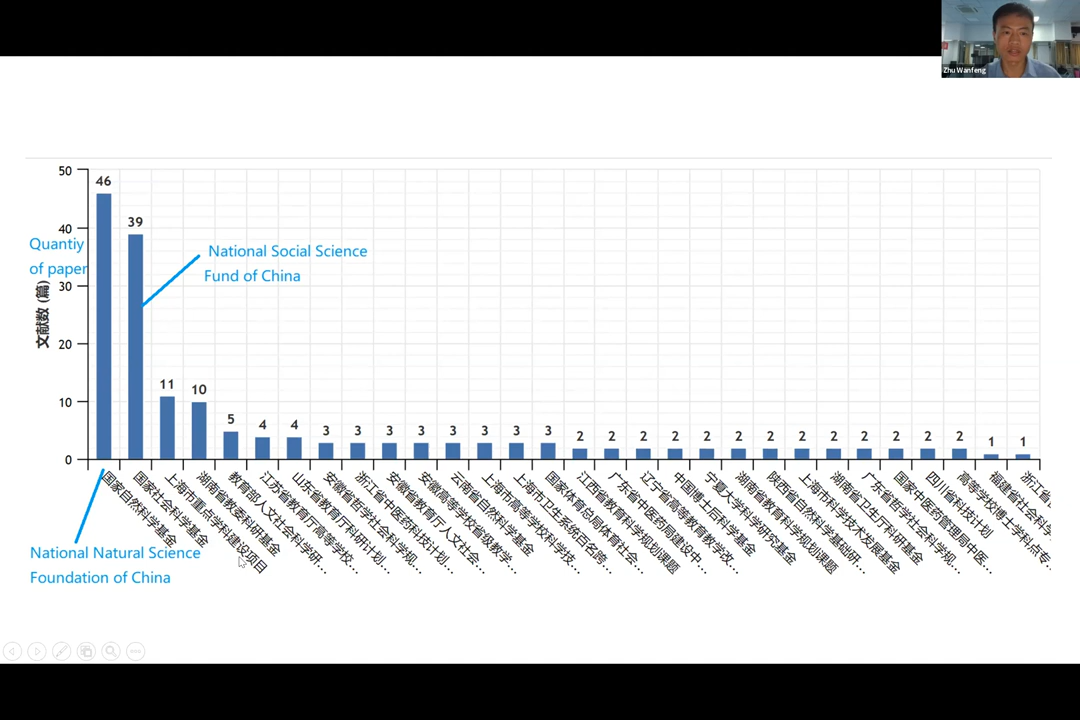 Zhu Wanfeng
50
46
39
40
Quantiy
of paper
National Social Science
Fund of China
30
文献数 (篇)
20
11
10
5
4
4
3
3
3
3
3
3
3
3
2
2
2
2
2
2
2
2
2
2
2
2
2
1
1
10
0
国家自然科学基金
国家社会科学基金
上海市重点学科建设项目
湖南省教委科研基金
教育部人文社会科学研...
江苏省教育厅高等学校...
山东省教育厅科研计划...
安徽省哲学社会科学规...
浙江省中医药科技计划...
安徽省教育厅人文社会...
安徽高等学校省级教学...
云南省自然科学基金
上海市高等学校科学技...
上海市卫生系统百名跨...
国家体育总局体育社会...
江西省教育科学规划课题
广东省中医药局建设中...
辽宁省高等教育教学改...
中国博士后科学基金
宁夏大学科学研究基金
湖南省教育科学规划课题
陕西省自然科学基础研...
上海市科学技术发展基金
湖南省卫生厅科研基金
广东省哲学社会科学规...
国家中医药管理局中医...
四川省科技计划
高等学校博士学科点专...
福建省社会科学
浙江省
National Natural Science
Foundation of China